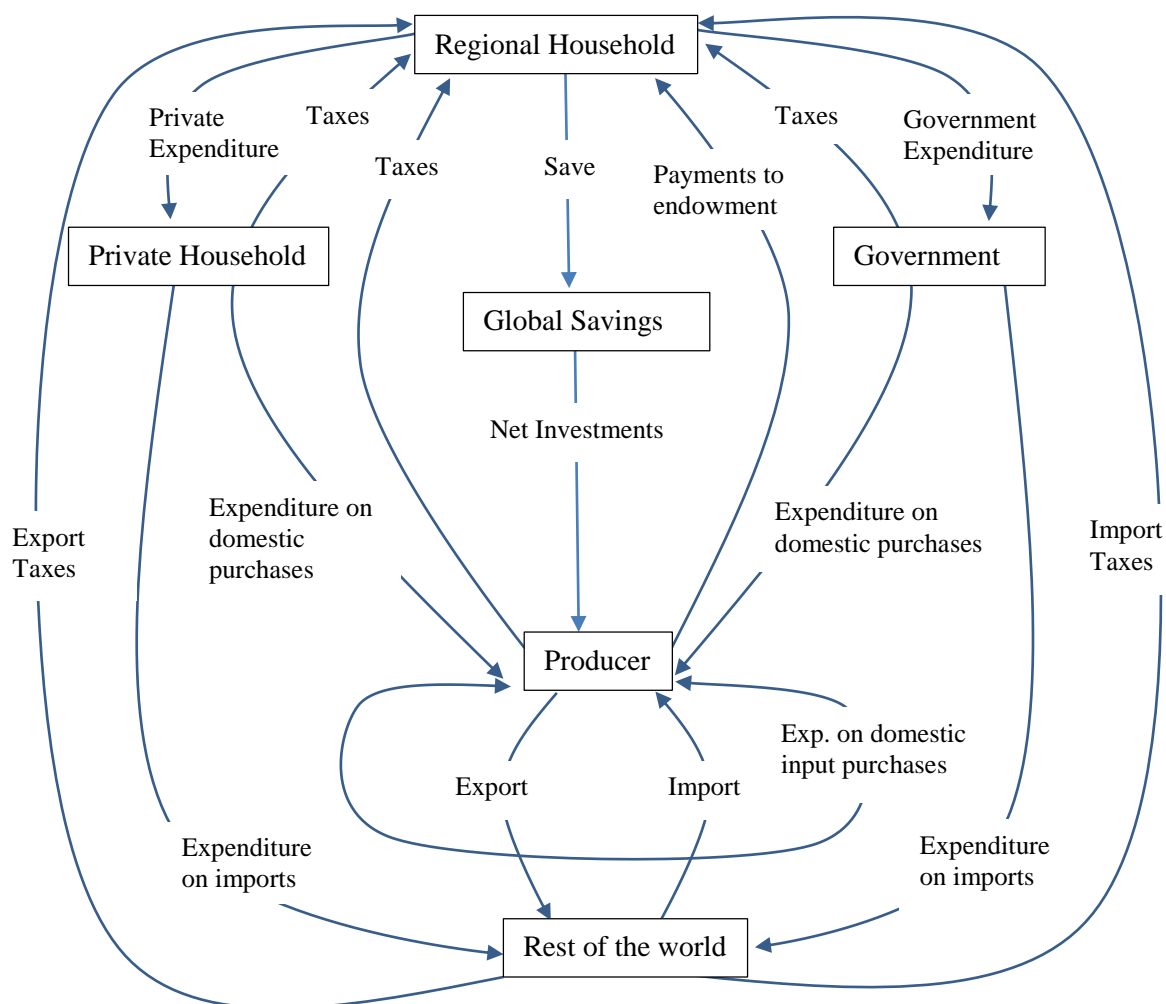 Regional Household
Private
Expenditure
Taxes
Taxes
Save
Payments to
endowment
Taxes
Government
Expenditure
Private Household
Government
Global Savings
Net Investments
Export
Taxes
Expenditure on
domestic
purchases
Expenditure on
domestic purchases
Import
Taxes
Producer
Exp. on domestic
input purchases
Export
Import
Expenditure
on imports
Expenditure
on imports
Rest of the world